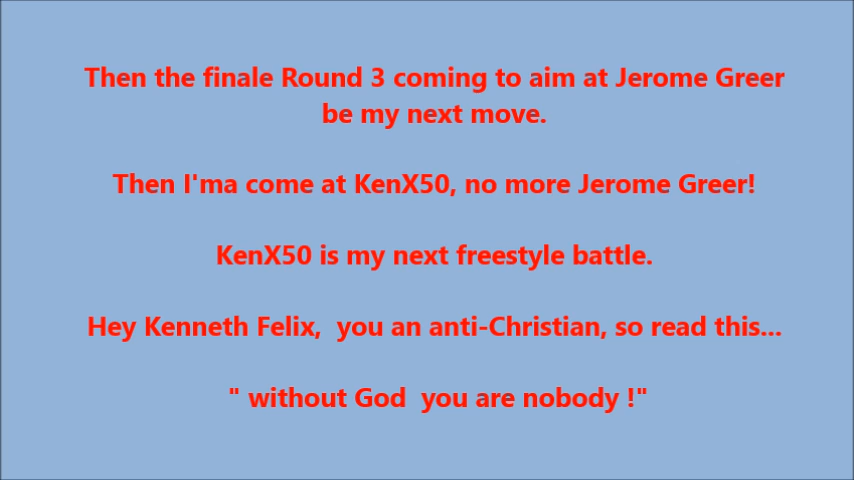 Then the finale Round 3 coming to aim at Jerome Greer
be my next move.
Then I'ma come at KenX50, no more Jerome Greer!
KenX50 is my next freestyle battle.
Hey Kenneth Felix,  you an anti-Christian, so read this...
" without God  you are nobody !"